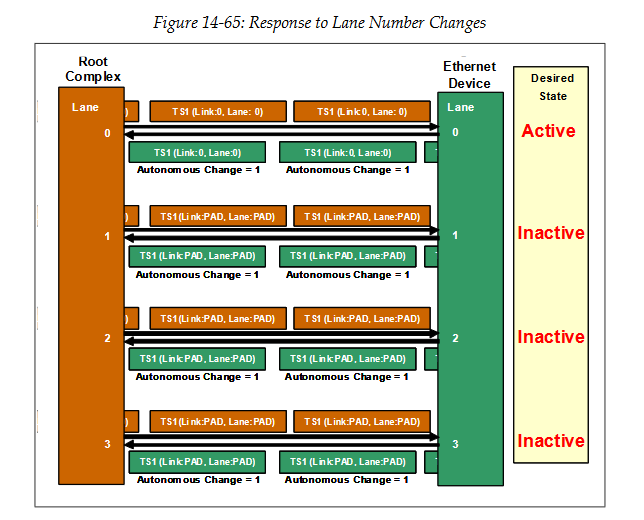 Figure 14-65: Response to Lane Number Changes
Root
Complex
Ethernet
Device
Desired
State
Lane
Lane
)
TS1 (Link:0, Lane: 0)
TS1 (Link:0, Lane: 0)
0
0
Active
TS1 (Link:0, Lane:0)
TS1 (Link:0, Lane:0)
T
Autonomous Change = 1
Autonomous Change = 1
)
TS1(Link:PAD, Lane:PAD)
TS1(Link:PAD, Lane:PAD)
1
1
Inactive
TS1 (Link:PAD, Lane:PAD)
TS1 (Link:PAD, Lane:PAD)
T
Autonomous Change = 1
Autonomous Change = 1
)
TS1(Link:PAD, Lane:PAD)
TS1(Link:PAD, Lane:PAD)
2
2
Inactive
TS1 (Link:PAD, Lane:PAD)
TS1 (Link:PAD, Lane:PAD)
T
Autonomous Change = 1
Autonomous Change = 1
)
TS1(Link:PAD, Lane:PAD)
TS1(Link:PAD, Lane:PAD)
3
3
Inactive
TS1 (Link:PAD, Lane:PAD)
TS1 (Link:PAD, Lane:PAD)
T
Autonomous Change = 1
Autonomous Change = 1